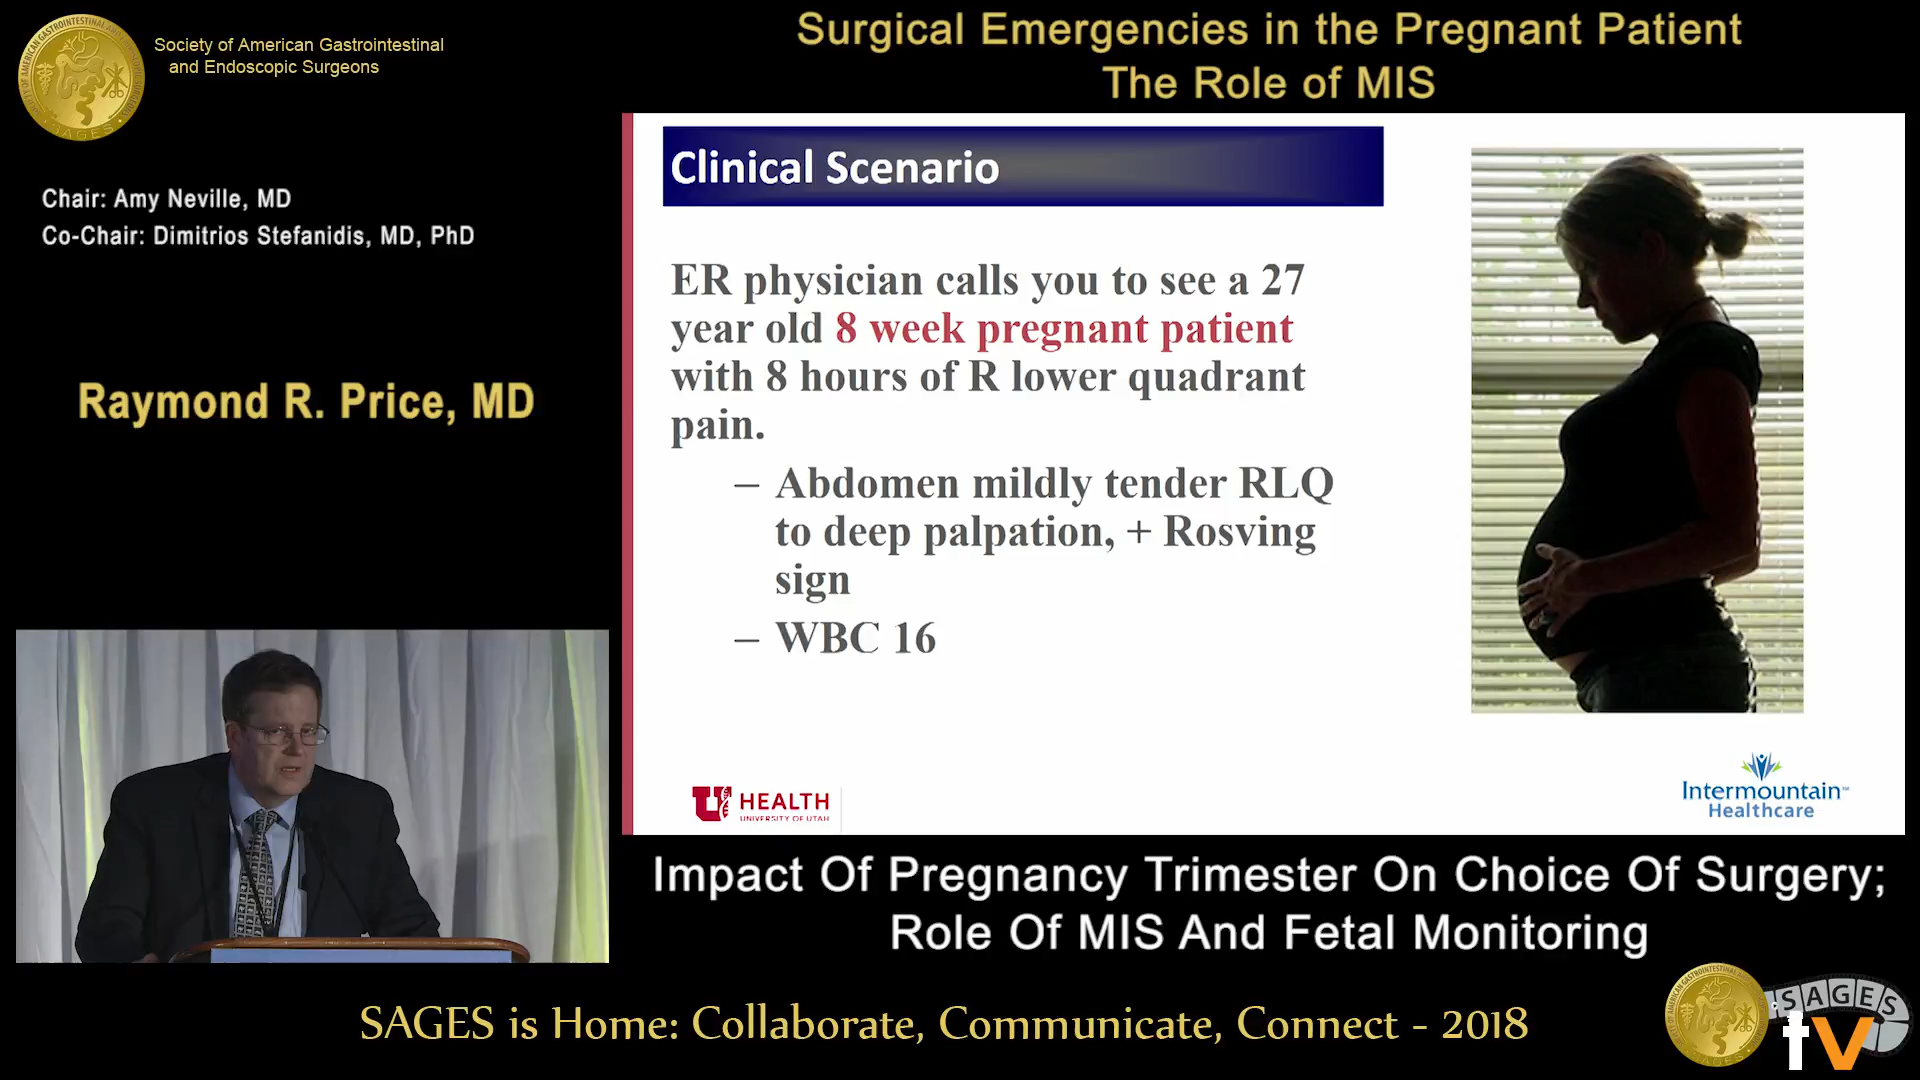 Society of American Gastrointestinal
and Endoscopic Surgeons
Surgical Emergencies in the Pregnant Patient
The Role of MIS
Chair: Amy Neville, MD
Co-Chair: Dimitrios Stefanidis, MD, PhD
Raymond R. Price, MD
Clinical Scenario
ER physician calls you to see a 27
year old 8 week pregnant patient
with 8 hours of R lower quadrant
pain.
– Abdomen mildly tender RLQ
to deep palpation, + Rosving
sign
– WBC 16
U HEALTH
UNIVERSITY OF UTAH
Intermountain™
Healthcare
Impact Of Pregnancy Trimester On Choice Of Surgery;
Role Of MIS And Fetal Monitoring
SAGES is Home: Collaborate, Communicate, Connect - 2018
SAGES
tv